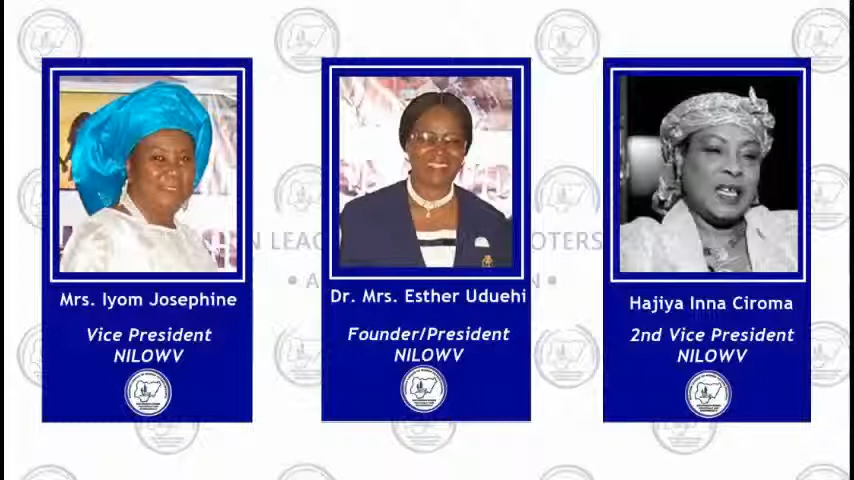 Mrs. Iyom Josephine
Vice President
NILOWV
Dr. Mrs. Esther Uduehi
Founder/President
NILOWV
Hajiya Inna Ciroma
2nd Vice President
NILOWV
OTERS